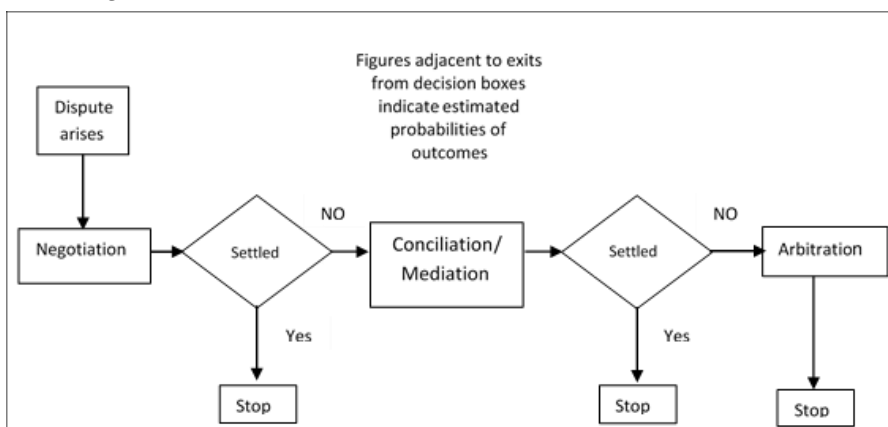 Figures adjacent to exits
from decision boxes
indicate estimated
probabilities of
outcomes
Dispute
arises
Negotiation
Settled
NO
Conciliation/
Mediation
Settled
NO
Arbitration
Yes
Yes
Stop
Stop
Stop